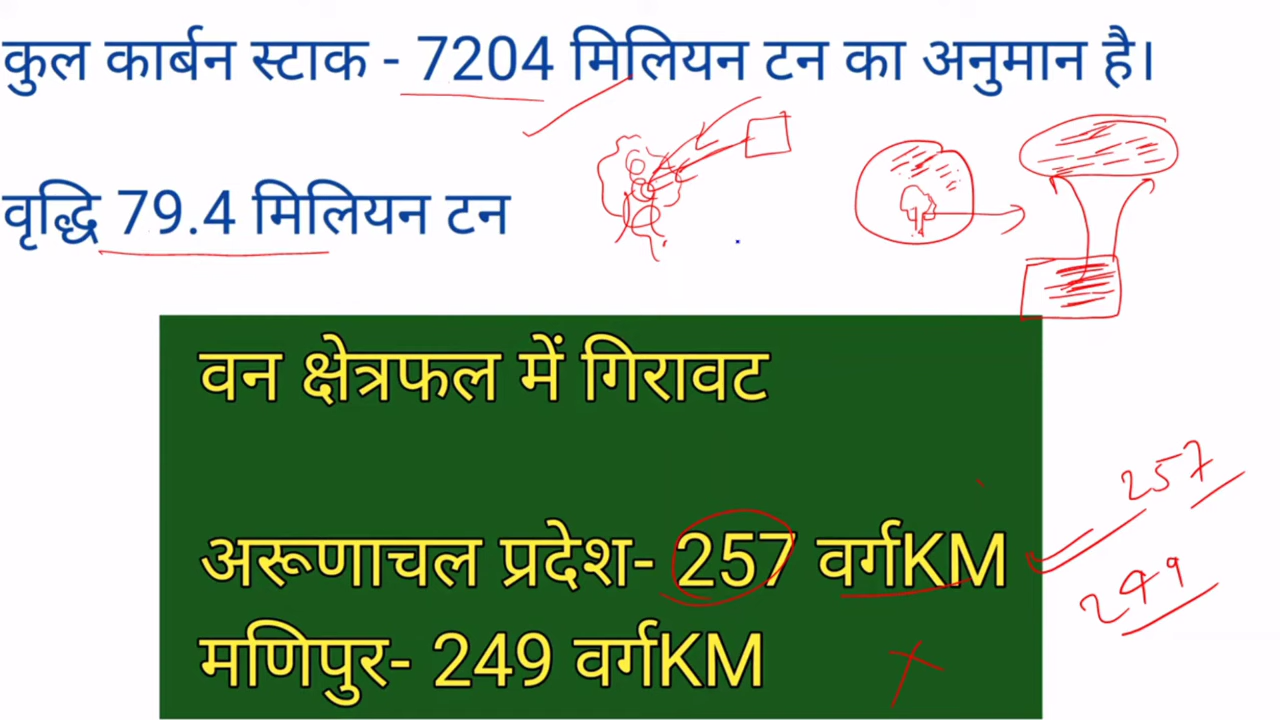 कुल कार्बन स्टाक - 7204 मिलियन टन का अनुमान है।
वृद्धि 79.4 मिलियन टन
वन क्षेत्रफल में गिरावट
अरूणाचल प्रदेश- 257 वर्गKM
मणिपुर- 249 वर्गKM
257
249